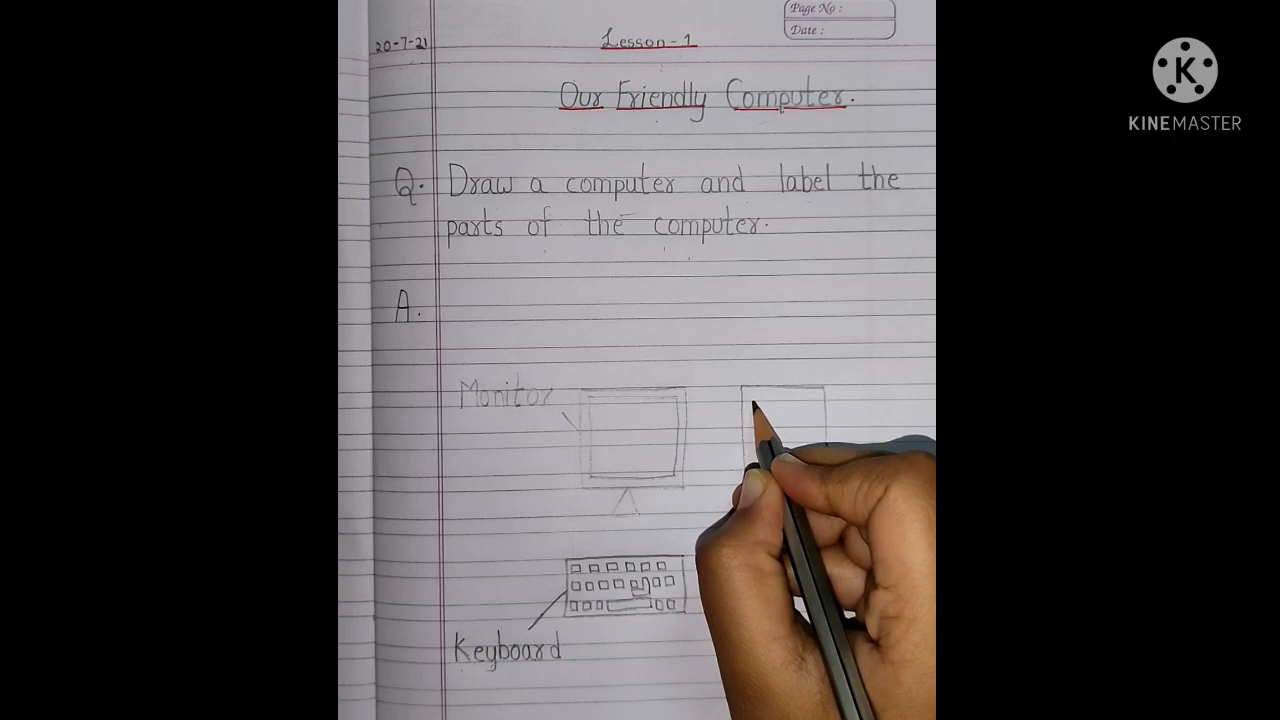 Page No :
20-7-21
Lesson-1
Date :
Our Friendly Computer.
KINEMASTER
Q. Draw a computer and label the
parts of the computer.
A.
Monitor
Keyboard